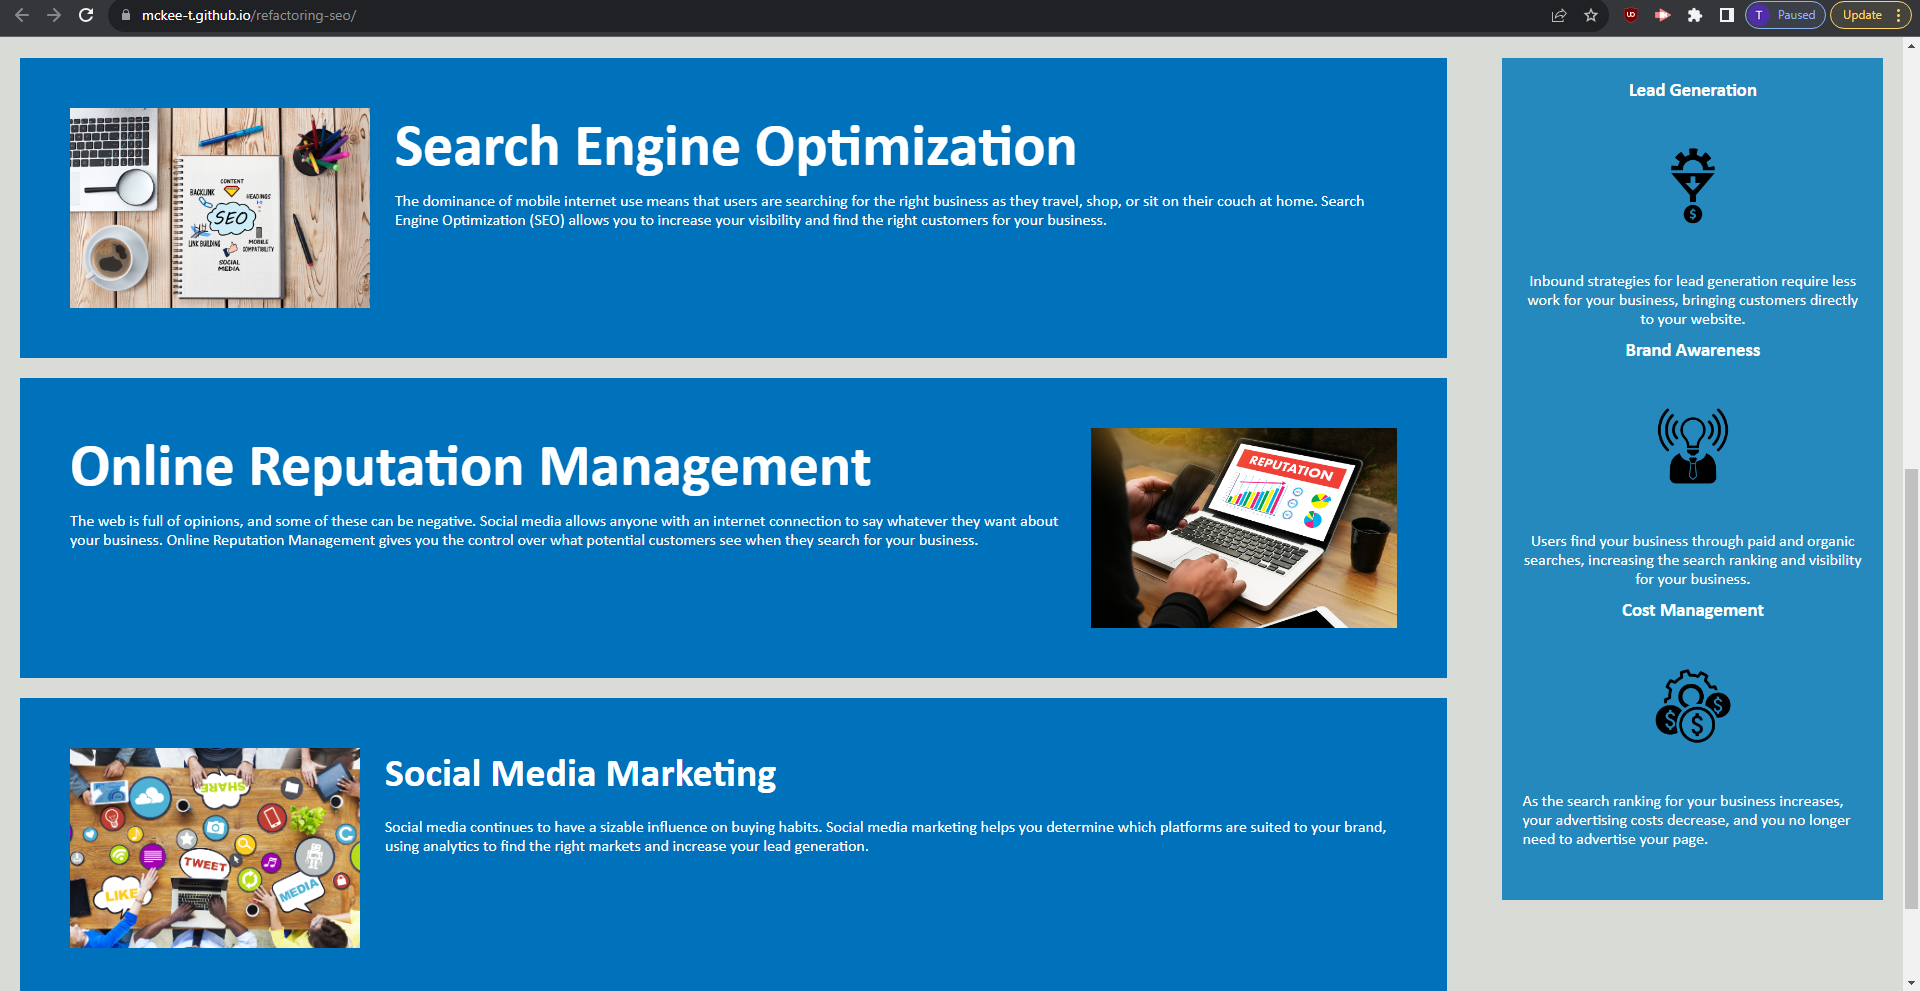 mckee-t.github.io/refactoring-seo/
UD
T Paused
Update
CONTENT
BACKLINK
HEADINGS
SEO
LINK BUILDING
MOBILE
COMPATIBILITY
SOCIAL
MEDIA
Search Engine Optimization
The dominance of mobile internet use means that users are searching for the right business as they travel, shop, or sit on their couch at home. Search
Engine Optimization (SEO) allows you to increase your visibility and find the right customers for your business.
Online Reputation Management
The web is full of opinions, and some of these can be negative. Social media allows anyone with an internet connection to say whatever they want about
your business. Online Reputation Management gives you the control over what potential customers see when they search for your business.
REPUTATION
SHARE
TWEET
LIKE
MEDIA
Social Media Marketing
Social media continues to have a sizable influence on buying habits. Social media marketing helps you determine which platforms are suited to your brand,
using analytics to find the right markets and increase your lead generation.
Lead Generation
$
Inbound strategies for lead generation require less
work for your business, bringing customers directly
to your website.
Brand Awareness
Users find your business through paid and organic
searches, increasing the search ranking and visibility
for your business.
Cost Management
$ $ $
As the search ranking for your business increases,
your advertising costs decrease, and you no longer
need to advertise your page.